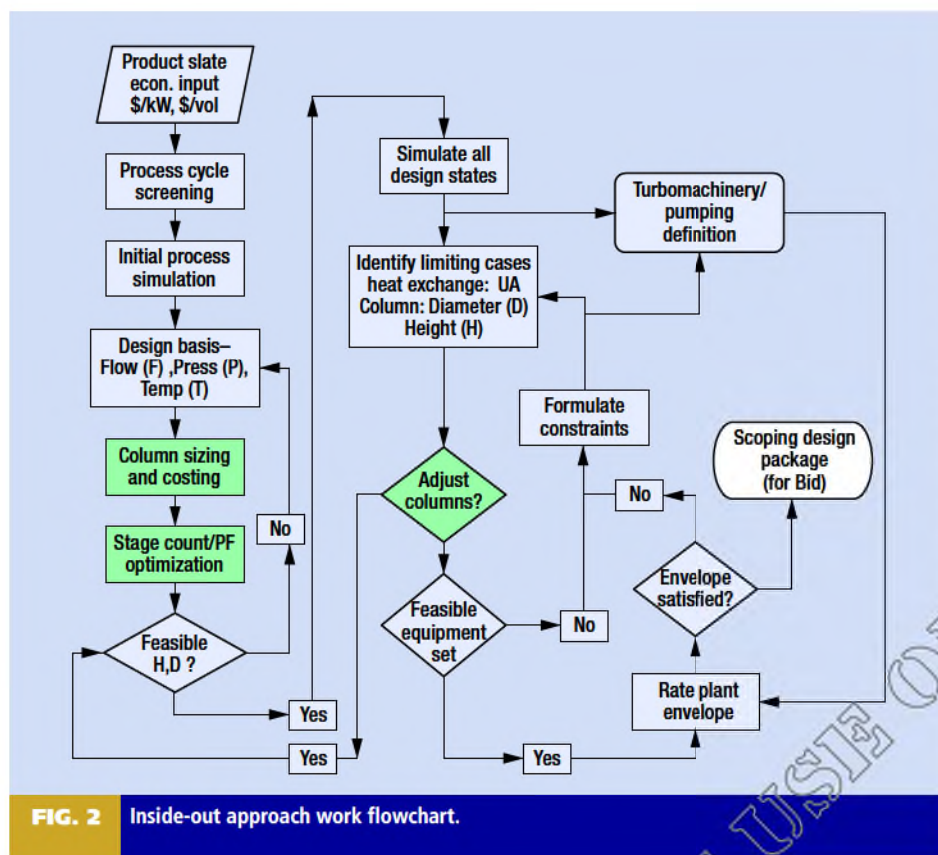 Product slate
econ. input
$/kW, $/vol
Process cycle
screening
Initial process
simulation
Design basis–
Flow (F) ,Press (P),
Temp (T)
Column sizing
and costing
Stage count/PF
optimization
No
Feasible
H,D ?
Yes
Yes
Simulate all
design states
Identify limiting cases
heat exchange: UA
Column: Diameter (D)
Height (H)
Adjust
columns?
Feasible
equipment
set
No
Yes
Turbomachinery/
pumping
definition
Formulate
constraints
No
Scoping design
package
(for Bid)
Envelope
satisfied?
Rate plant
envelope
USE
FIG. 2 Inside-out approach work flowchart.